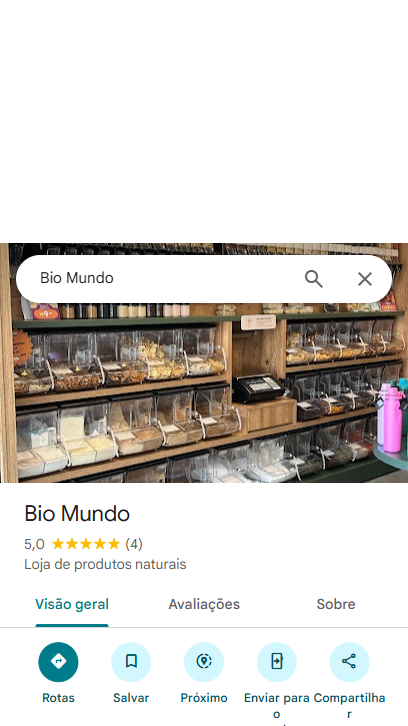 Bio Mundo
Bio Mundo
5,0 (4)
Loja de produtos naturais
Visão geral Avaliações Sobre
Rotas Salvar Próximo Enviar para Compartilha
o r